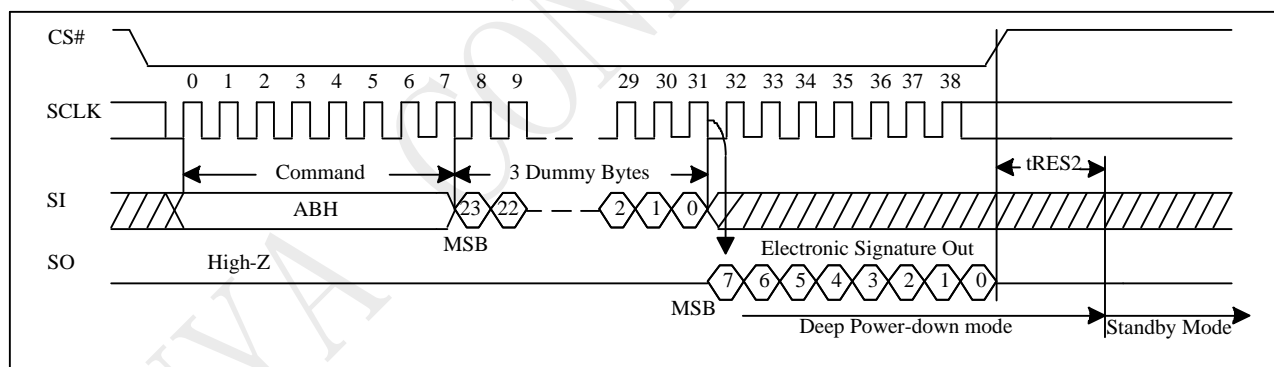 CS#
0 1 2 3 4 5 6 7 8 9 29 30 31 32 33 34 35 36 37 38
SCLK
Command 3 Dummy Bytes tRES2
SI ABH 23 22 2 1 0
MSB
Electronic Signature Out
SO High-Z 7 6 5 4 3 2 1 0
MSB
Deep Power-down mode Standby Mode